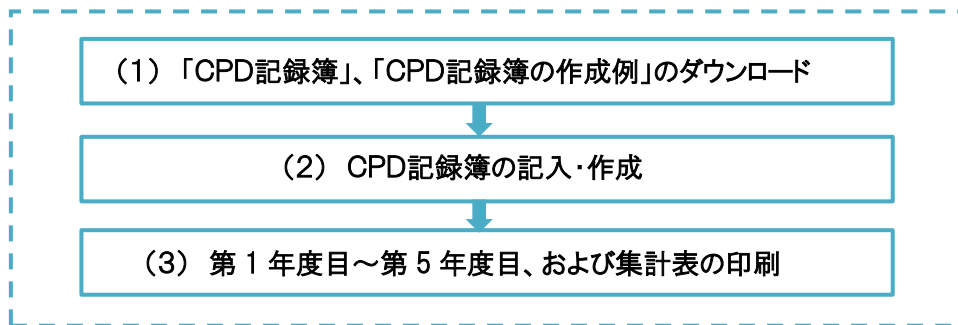 （１）「ＣＰＤ記録簿」、「ＣＰＤ記録簿の作成例」のダウンロード
（２） ＣＰＤ記録簿の記入・作成
（３） 第１年度目～第５年度目、および集計表の印刷